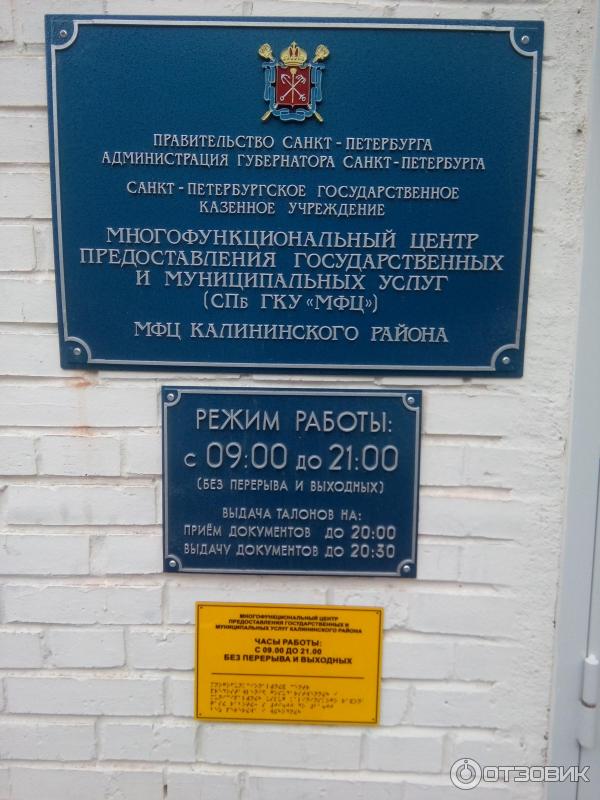 ПРАВИТЕЛЬСТВО САНКТ - ПЕТЕРБУРГА
АДМИНИСТРАЦИЯ ГУБЕРНАТОРА САНКТ-ПЕТЕРБУРГА
САНКТ - ПЕТЕРБУРГСКОЕ ГОСУДАРСТВЕННОЕ
КАЗЕННОЕ УЧРЕЖДЕНИЕ
МНОГОФУНКЦИОНАЛЬНЫЙ ЦЕНТР
ПРЕДОСТАВЛЕНИЯ ГОСУДАРСТВЕННЫХ
И МУНИЦИПАЛЬНЫХ УСЛУГ
(СПб ГКУ «МФЦ»)
МФЦ КАЛИНИНСКОГО РАЙОНА
РЕЖИМ РАБОТЫ:
С 09:00 ДО 21:00
(БЕЗ ПЕРЕРЫВА И ВЫХОДНЫХ)
ВЫДАЧА ТАЛОНОВ НА:
ПРИЁМ ДОКУМЕНТОВ ДО 20:00
ВЫДАЧУ ДОКУМЕНТОВ ДО 20:30
МНОГОФУНКЦИОНАЛЬНЫЙ ЦЕНТР
ПРЕДОСТАВЛЕНИЯ ГОСУДАРСТВЕННЫХ И
МУНИЦИПАЛЬНЫХ УСЛУГ КАЛИНИНСКОГО РАЙОНА
ЧАСЫ РАБОТЫ:
С 09.00 ДО 21.00
БЕЗ ПЕРЕРЫВА И ВЫХОДНЫХ
ОТЗОВИК